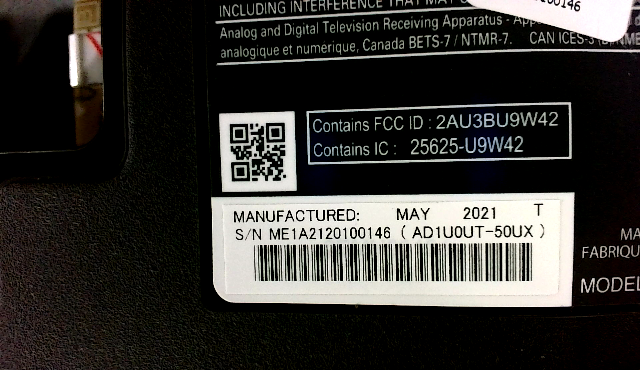 INCLUDING INTERFERENCE THAT MAY
00146
Analog and Digital Television Receiving Apparatus -
analogique et numérique, Canada BETS-7 / NTMR-7. CAN ICES-3
Contains FCC ID : 2AU3BU9W42
Contains IC : 25625-U9W42
MANUFACTURED: MAY 2021 T
S/N ME1A2120100146 ( AD1U0UT-50UX )
MA
FABRIQU
MODEL